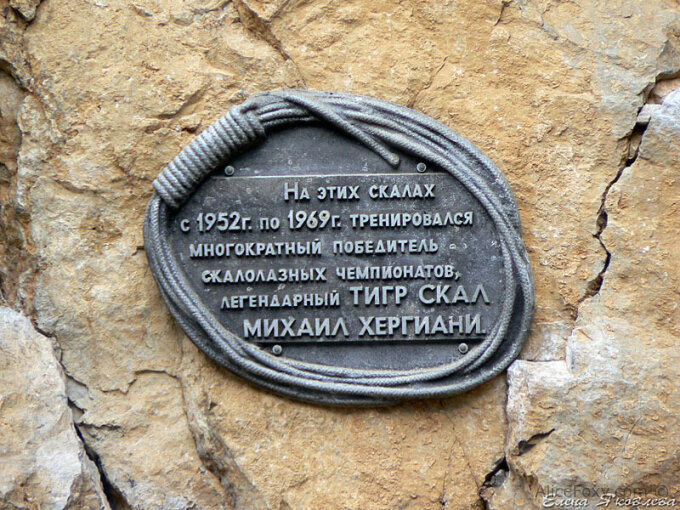 На этих скалах
с 1952г. по 1969г. тренировался
многократный победитель
скалолазных чемпионатов,
легендарный ТИГР СКАЛ
МИХАИЛ ХЕРГИАНИ.
Елена Яковлева